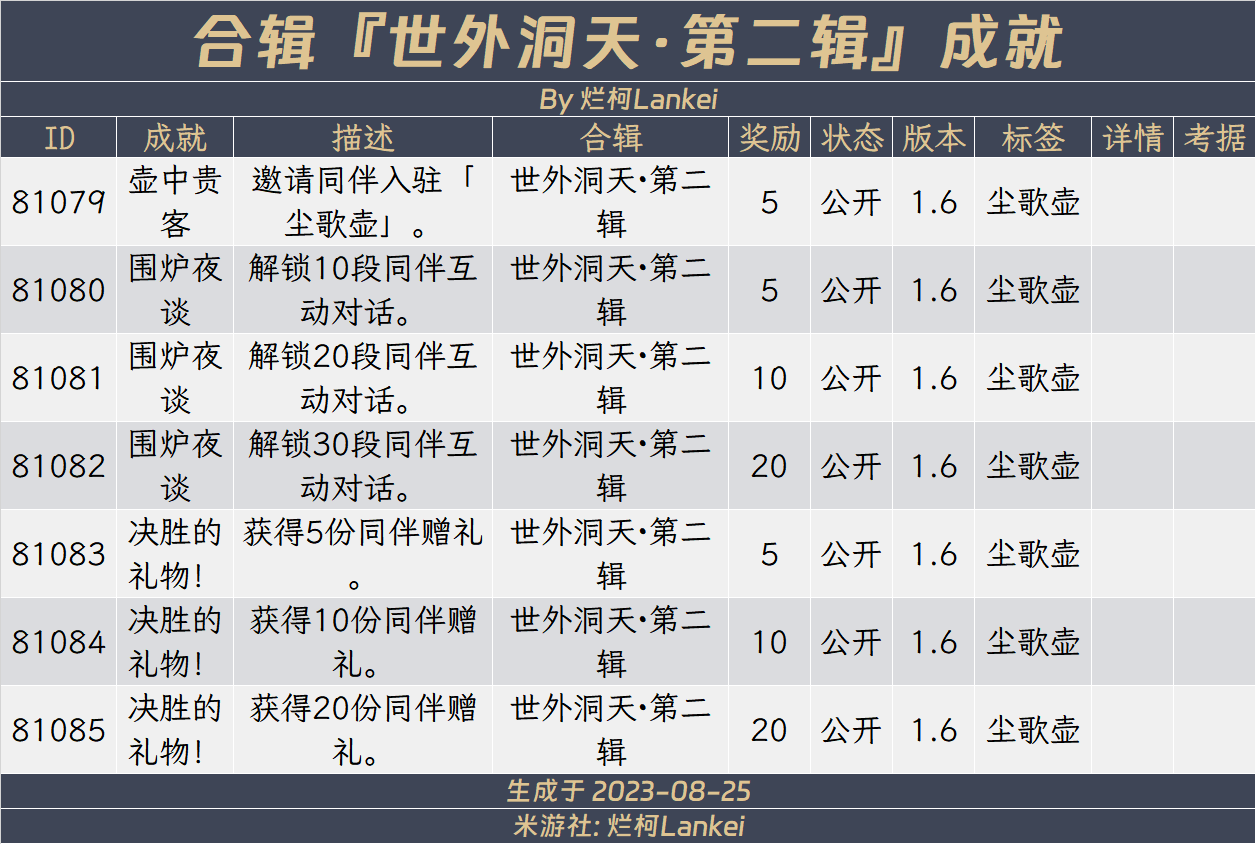 合辑『世外洞天·第二辑』成就
By 烂柯Lankei
ID 成就 描述 合辑 奖励 状态 版本 标签 详情 考据
81079 壶中贵客 邀请同伴入驻「尘歌壶」。 世外洞天·第二辑 5 公开 1.6 尘歌壶
81080 围炉夜谈 解锁10段同伴互动对话。 世外洞天·第二辑 5 公开 1.6 尘歌壶
81081 围炉夜谈 解锁20段同伴互动对话。 世外洞天·第二辑 10 公开 1.6 尘歌壶
81082 围炉夜谈 解锁30段同伴互动对话。 世外洞天·第二辑 20 公开 1.6 尘歌壶
81083 决胜的礼物！ 获得5份同伴赠礼。 世外洞天·第二辑 5 公开 1.6 尘歌壶
81084 决胜的礼物！ 获得10份同伴赠礼。 世外洞天·第二辑 10 公开 1.6 尘歌壶
81085 决胜的礼物！ 获得20份同伴赠礼。 世外洞天·第二辑 20 公开 1.6 尘歌壶
生成于 2023-08-25
米游社: 烂柯Lankei